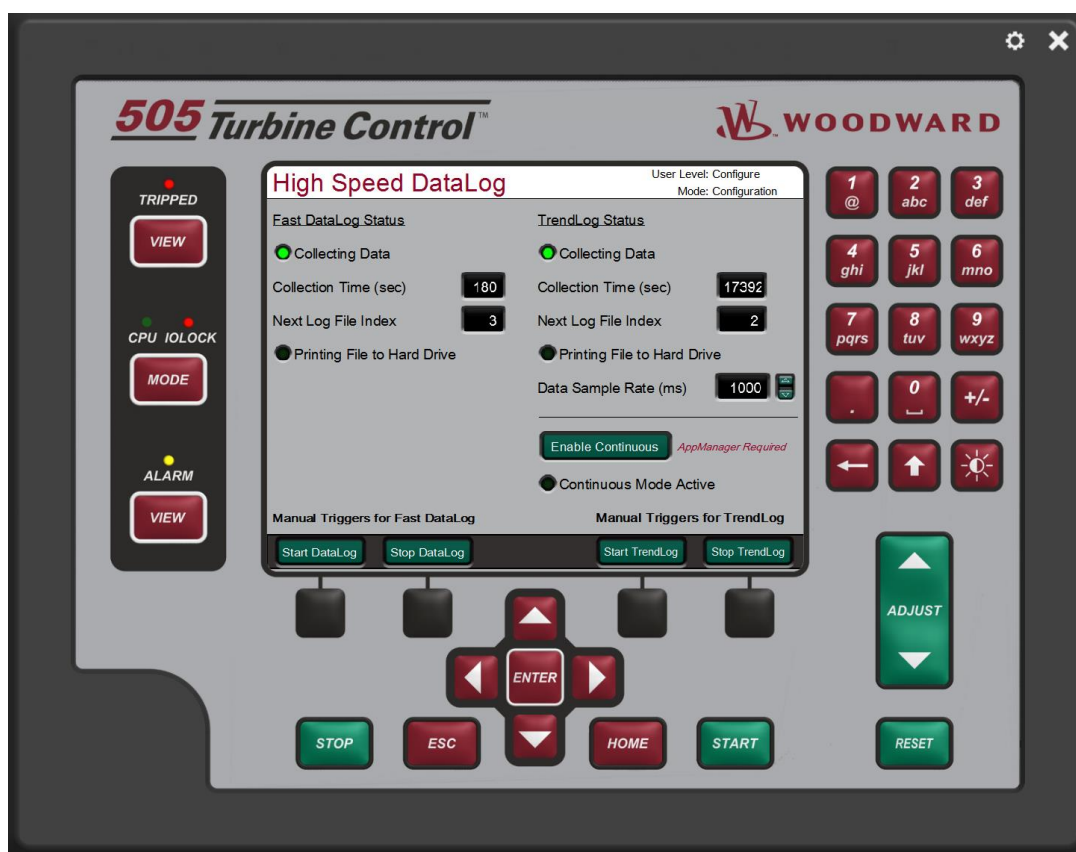 505 Turbine Control™
WOODWARD
TRIPPED
VIEW
CPU IOLOCK
MODE
ALARM
VIEW
High Speed DataLog
User Level: Configure
Mode: Configuration
Fast DataLog Status
Collecting Data
Collection Time (sec) 180
Next Log File Index 3
Printing File to Hard Drive
TrendLog Status
Collecting Data
Collection Time (sec) 17392
Next Log File Index 2
Printing File to Hard Drive
Data Sample Rate (ms) 1000
Enable Continuous AppManager Required
Continuous Mode Active
Manual Triggers for Fast DataLog
Manual Triggers for TrendLog
Start DataLog
Stop DataLog
Start TrendLog
Stop TrendLog
1 @
2 abc
3 def
4 ghi
5 jkl
6 mno
7 pqrs
8 tuv
9 wxyz
.
0
+/-
ADJUST
ENTER
STOP
ESC
HOME
START
RESET